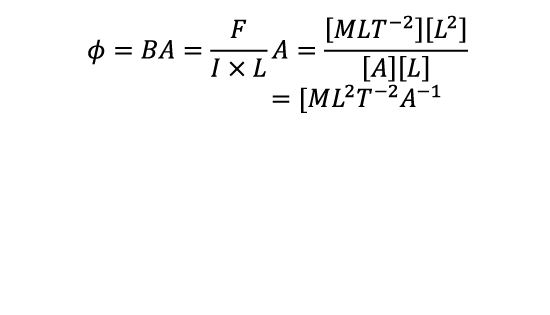 ϕ = BA = F / (I × L) A = [MLT⁻²][L²] / [A][L]
= [ML²T⁻²A⁻¹